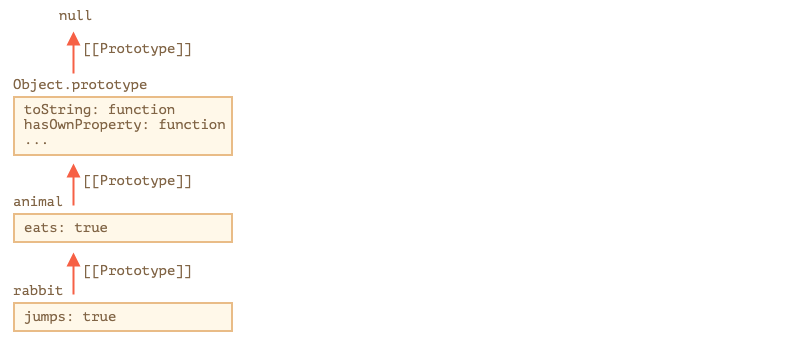 null
[[Prototype]]
Object.prototype
toString: function
hasOwnProperty: function
...
[[Prototype]]
animal
eats: true
[[Prototype]]
rabbit
jumps: true